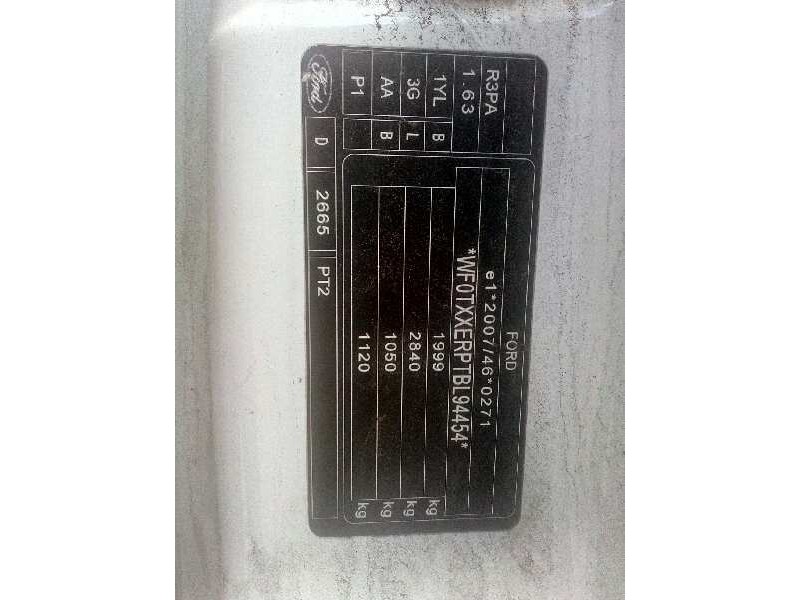 FORD
e1*2007/46*0271
*WF0TXXERPTBL94454*
1999 kg
2840 kg
1050 kg
1120 kg
R3PA
1.63
1YL B
3G L
AA B
P1
Ford D 2665 PT2